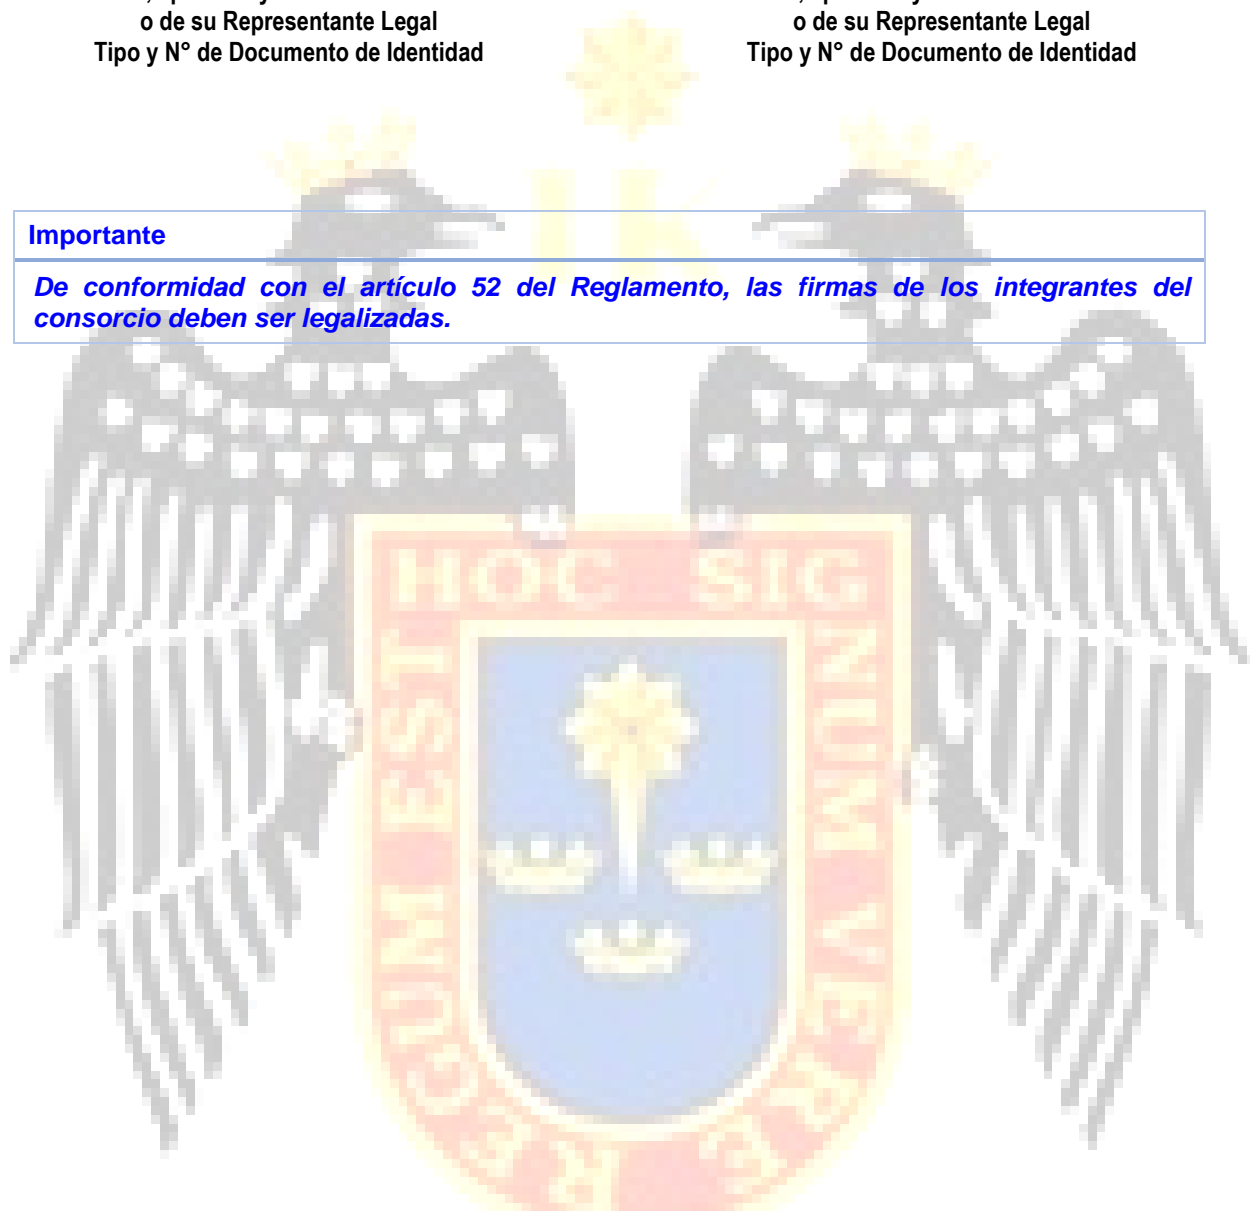 o de su Representante Legal o de su Representante Legal
Tipo y N° de Documento de Identidad Tipo y N° de Documento de Identidad
I K
Importante
De conformidad con el artículo 52 del Reglamento, las firmas de los integrantes del
consorcio deben ser legalizadas.
HOC SIGNUM VERE REGUM EST